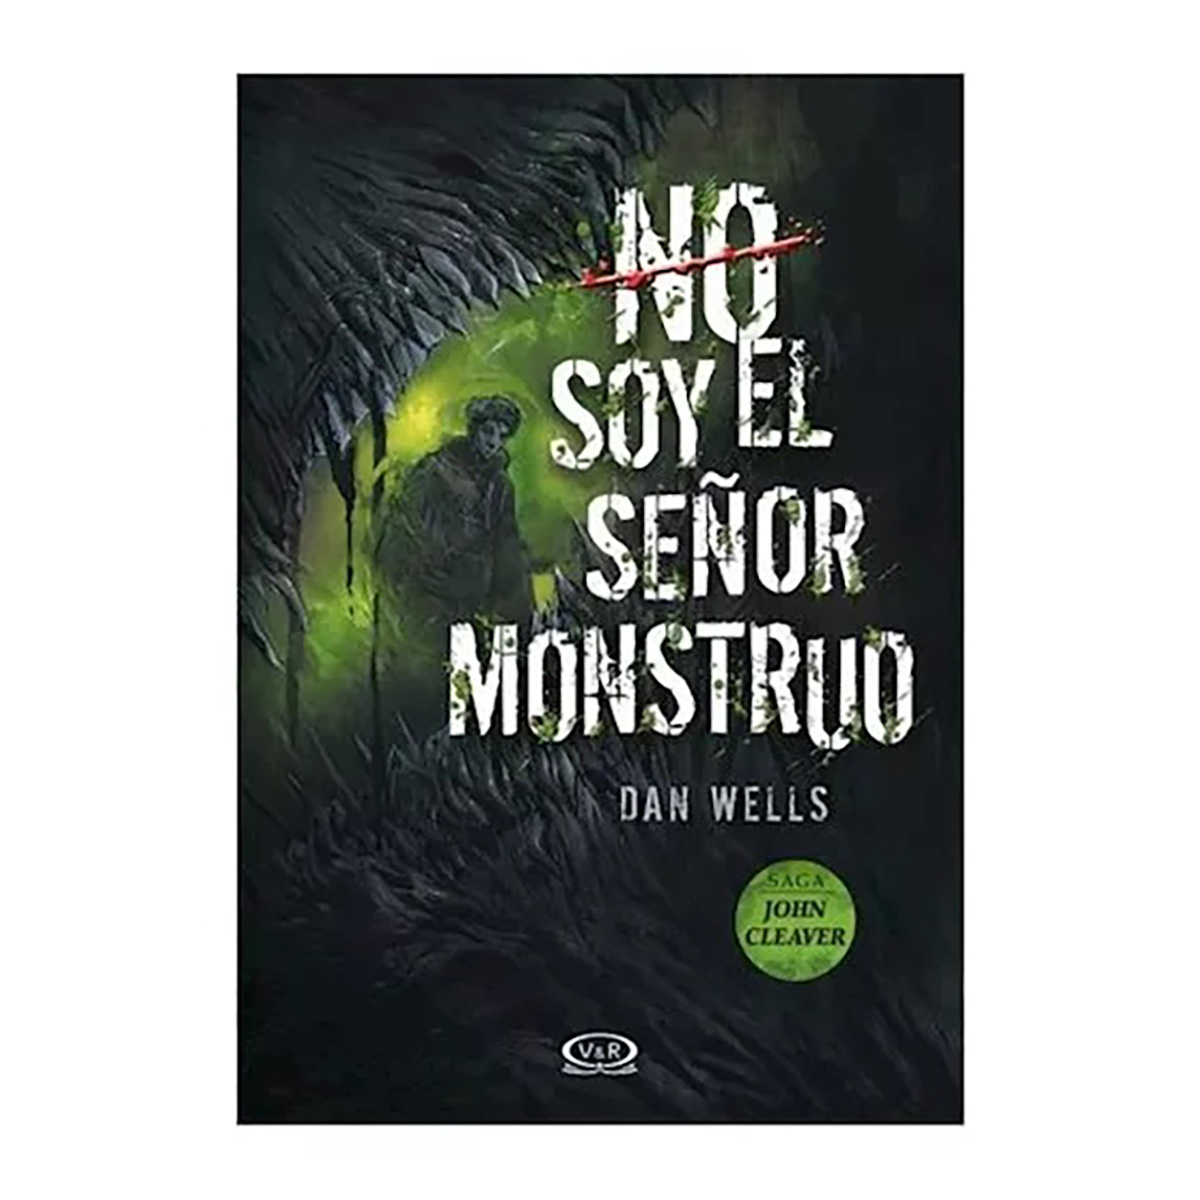 NO
SOY EL
SEÑOR
MONSTRUO
DAN WELLS
SAGA
JOHN
CLEAVER
V&R